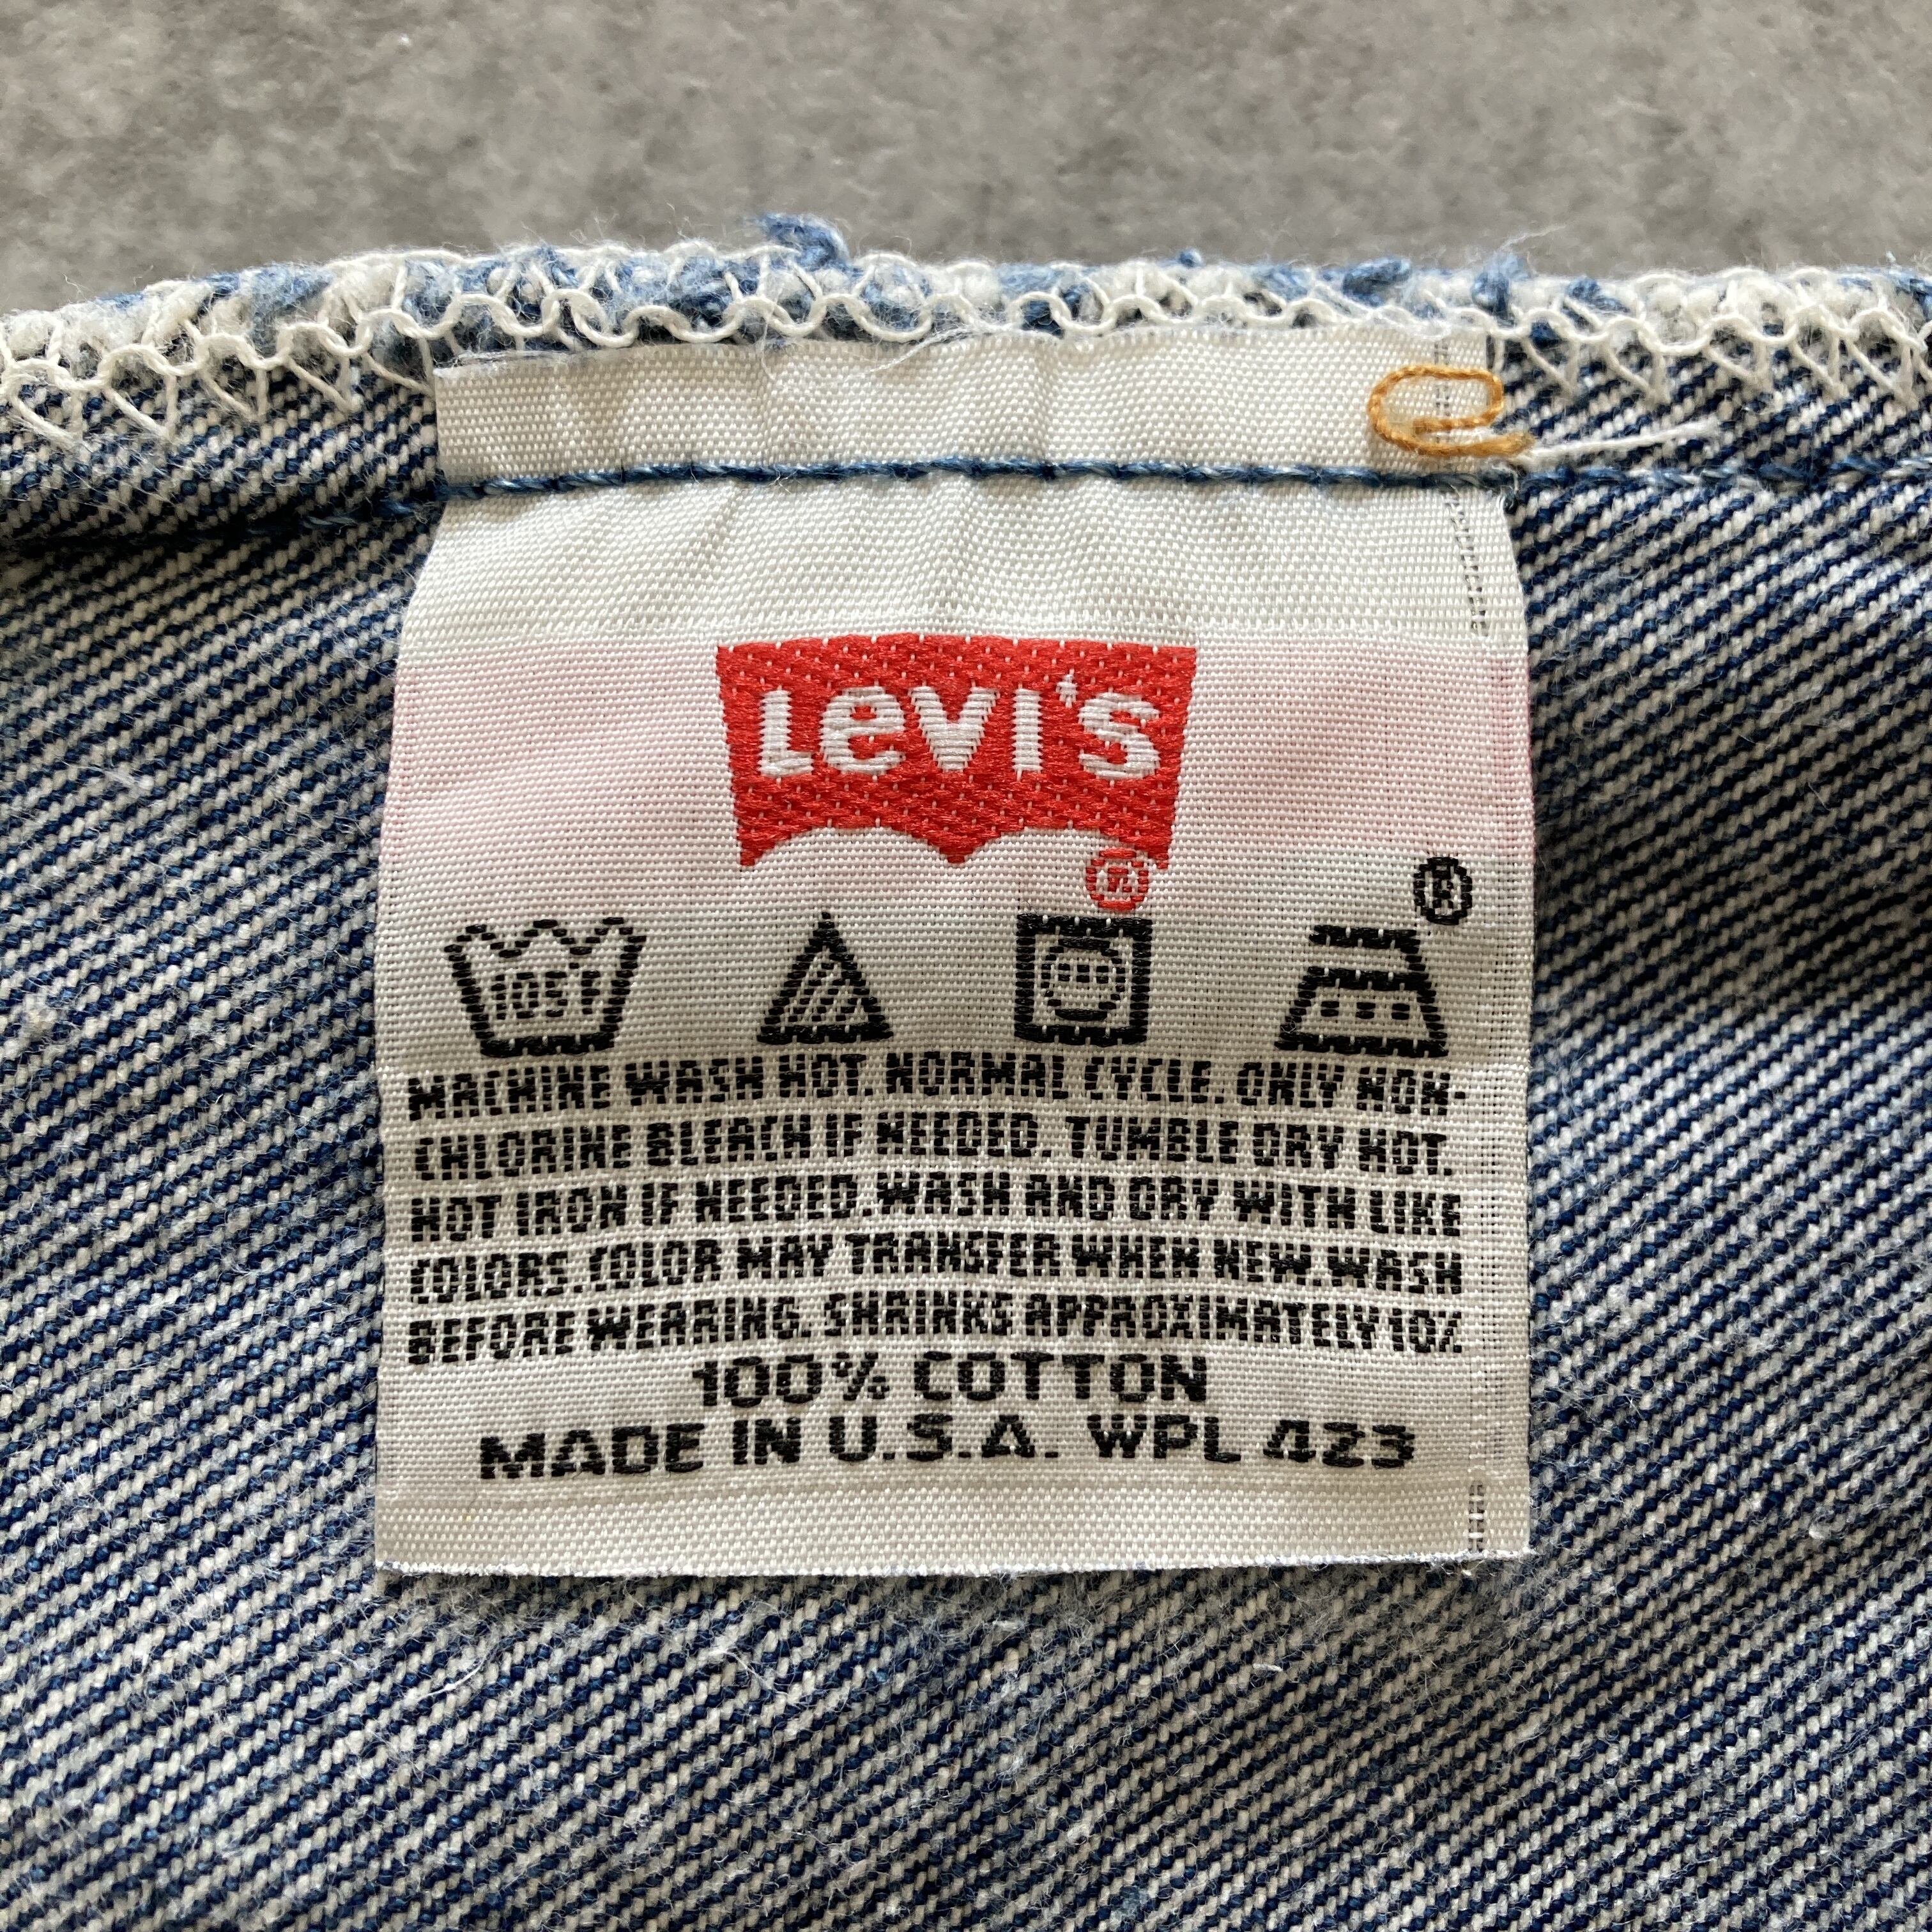 Levi's
®
®
105°F
MACHINE WASH HOT. NORMAL CYCLE. ONLY NON-
CHLORINE BLEACH IF NEEDED. TUMBLE DRY HOT.
HOT IRON IF NEEDED. WASH AND DRY WITH LIKE
COLORS. COLOR MAY TRANSFER WHEN NEW. WASH
BEFORE WEARING. SHRINKS APPROXIMATELY 10%
100% COTTON
MADE IN U.S.A. WPL 423